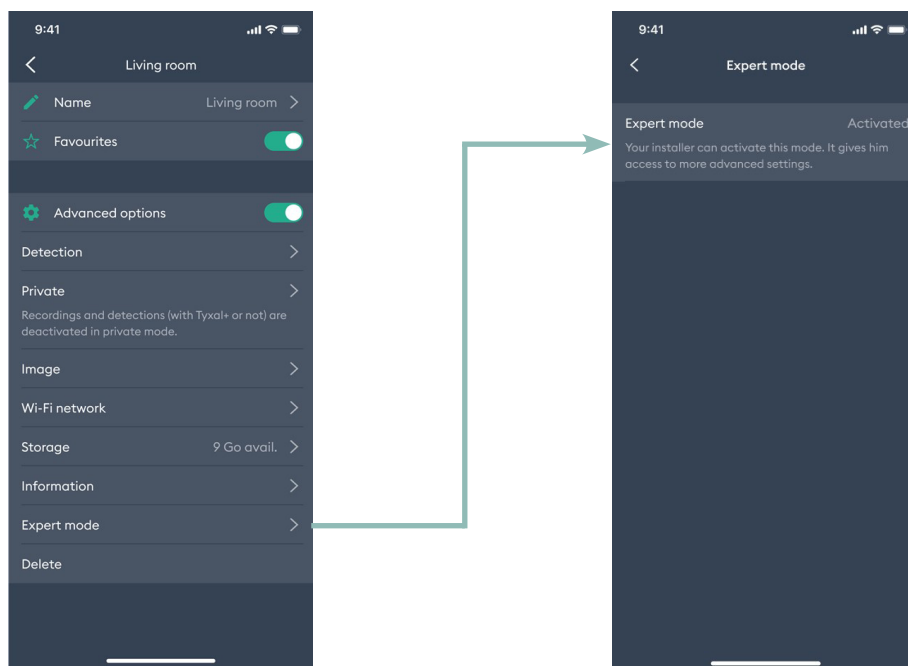 9:41
Living room
Name Living room
Favourites
Advanced options
Detection
Private
Recordings and detections (with Tyxal+ or not) are
deactivated in private mode.
Image
Wi-Fi network
Storage 9 Go avail.
Information
Expert mode
Delete
9:41
Expert mode
Expert mode Activated
Your installer can activate this mode. It gives him
access to more advanced settings.